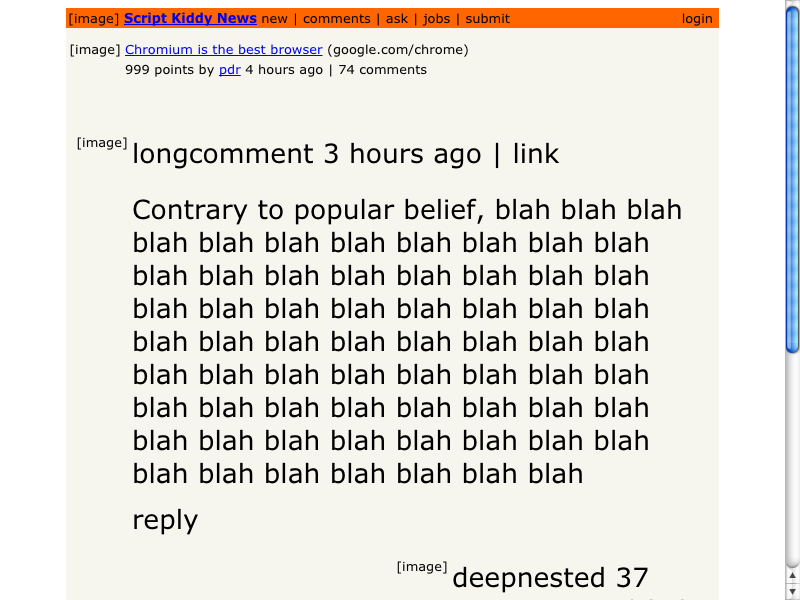 [image] Script Kiddy News new | comments | ask | jobs | submit login
[image] Chromium is the best browser (google.com/chrome)
999 points by pdr 4 hours ago | 74 comments
[image] longcomment 3 hours ago | link
Contrary to popular belief, blah blah blah
blah blah blah blah blah blah blah blah
blah blah blah blah blah blah blah blah
blah blah blah blah blah blah blah blah
blah blah blah blah blah blah blah blah
blah blah blah blah blah blah blah blah
blah blah blah blah blah blah blah blah
blah blah blah blah blah blah blah blah
blah blah blah blah blah blah blah
reply
[image] deepnested 37